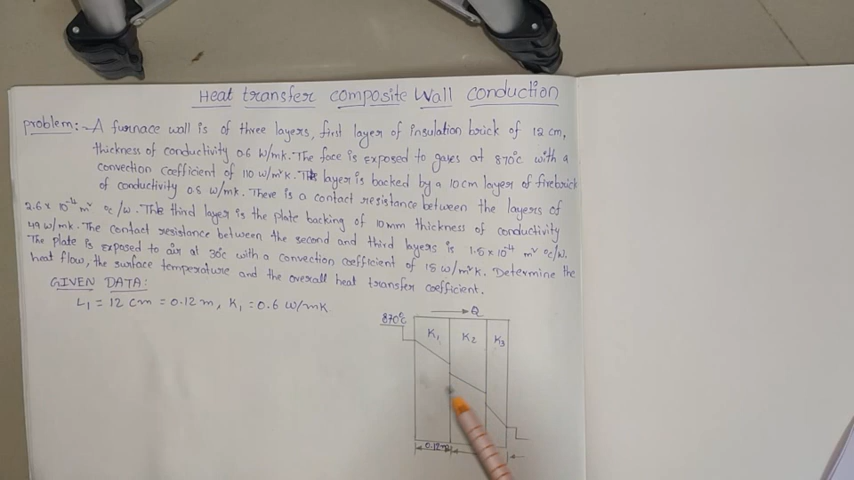 Heat transfer composite Wall conduction
problem:- A furnace wall is of three layers, first layer of insulation brick of 12 cm,
thickness of conductivity 0.6 W/mk. The face is exposed to gases at 870°c with a
convection coefficient of 110 W/m²k. The layer is backed by a 10 cm layer of firebrick
of conductivity 0.8 W/mk. There is a contact resistance between the layers of
2.6 x 10⁻⁴ m² °c/w. The third layer is the plate backing of 10 mm thickness of conductivity
49 W/mk. The contact resistance between the second and third layers is 1.5 x 10⁻⁴ m² °c/w.
The plate is exposed to air at 30°c with a convection coefficient of 15 W/m²k. Determine the
heat flow, the surface temperature and the overall heat transfer coefficient.
GIVEN DATA:
L₁ = 12 cm = 0.12 m, K₁ = 0.6 W/mk
Q
870°c
K₁ K₂ K₃
0.12m